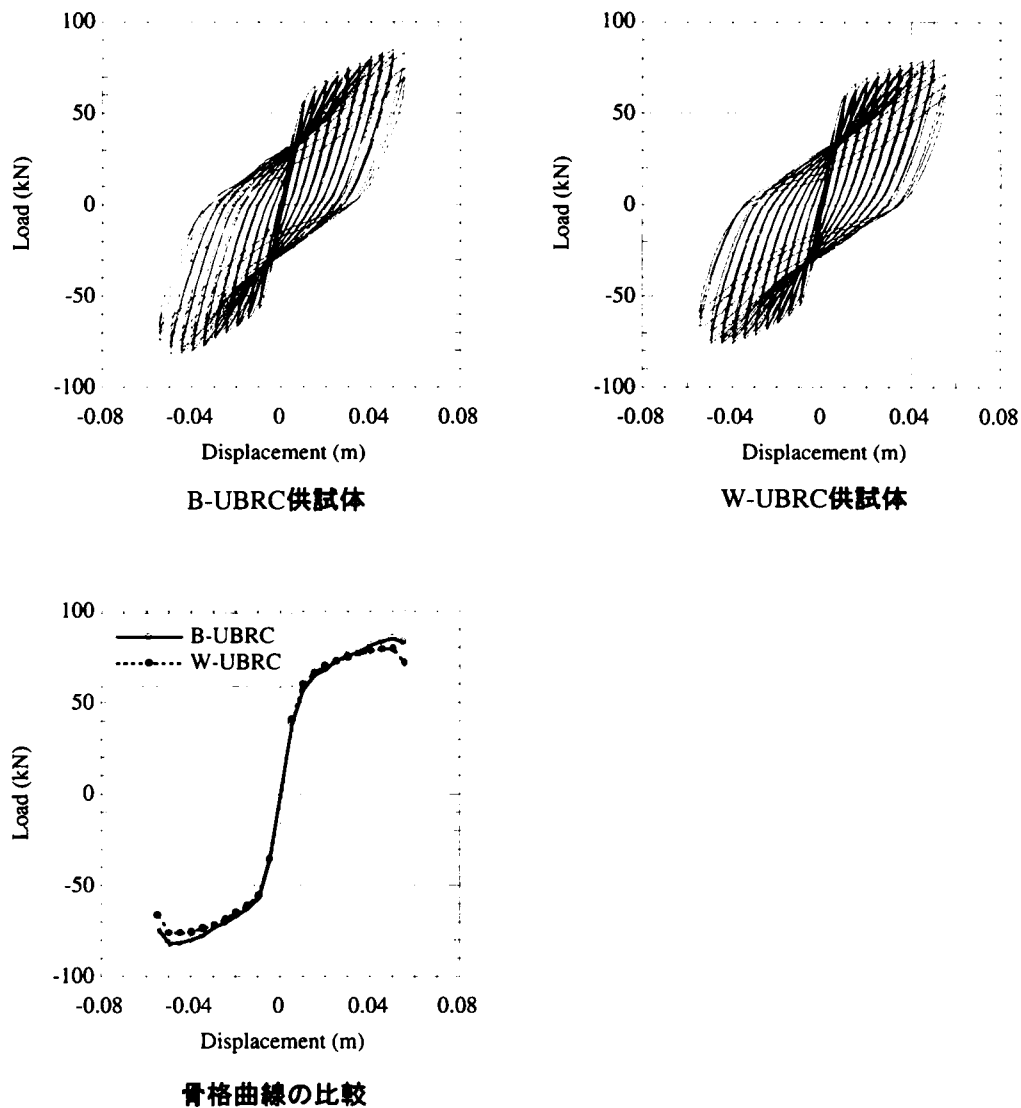 100
50
0
-50
-100
Load (kN)
-0.08
-0.04
0
0.04
0.08
Displacement (m)
B-UBRC供試体
100
50
0
-50
-100
Load (kN)
-0.08
-0.04
0
0.04
0.08
Displacement (m)
W-UBRC供試体
100
50
0
-50
-100
Load (kN)
B-UBRC
W-UBRC
-0.08
-0.04
0
0.04
0.08
Displacement (m)
骨格曲線の比較